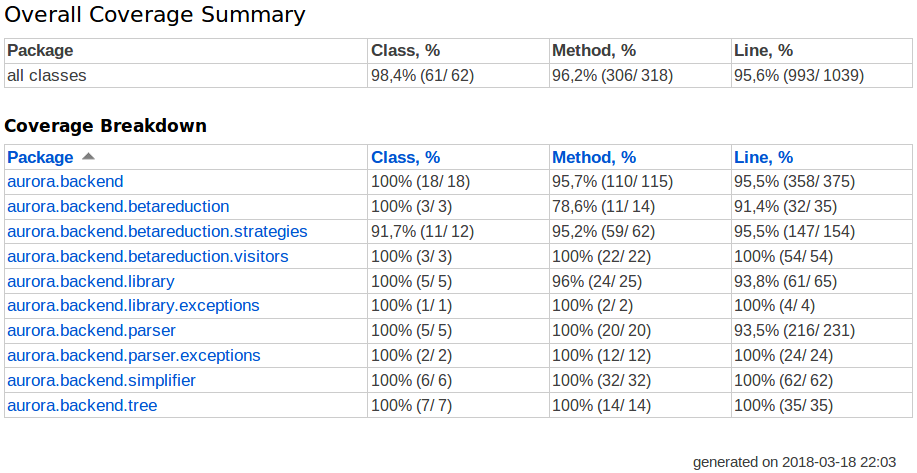 Overall Coverage Summary
Package Class, % Method, % Line, %
all classes 98,4% (61/ 62) 96,2% (306/ 318) 95,6% (993/ 1039)
Coverage Breakdown
Package Class, % Method, % Line, %
aurora.backend 100% (18/ 18) 95,7% (110/ 115) 95,5% (358/ 375)
aurora.backend.betareduction 100% (3/ 3) 78,6% (11/ 14) 91,4% (32/ 35)
aurora.backend.betareduction.strategies 91,7% (11/ 12) 95,2% (59/ 62) 95,5% (147/ 154)
aurora.backend.betareduction.visitors 100% (3/ 3) 100% (22/ 22) 100% (54/ 54)
aurora.backend.library 100% (5/ 5) 96% (24/ 25) 93,8% (61/ 65)
aurora.backend.library.exceptions 100% (1/ 1) 100% (2/ 2) 100% (4/ 4)
aurora.backend.parser 100% (5/ 5) 100% (20/ 20) 93,5% (216/ 231)
aurora.backend.parser.exceptions 100% (2/ 2) 100% (12/ 12) 100% (24/ 24)
aurora.backend.simplifier 100% (6/ 6) 100% (32/ 32) 100% (62/ 62)
aurora.backend.tree 100% (7/ 7) 100% (14/ 14) 100% (35/ 35)
generated on 2018-03-18 22:03